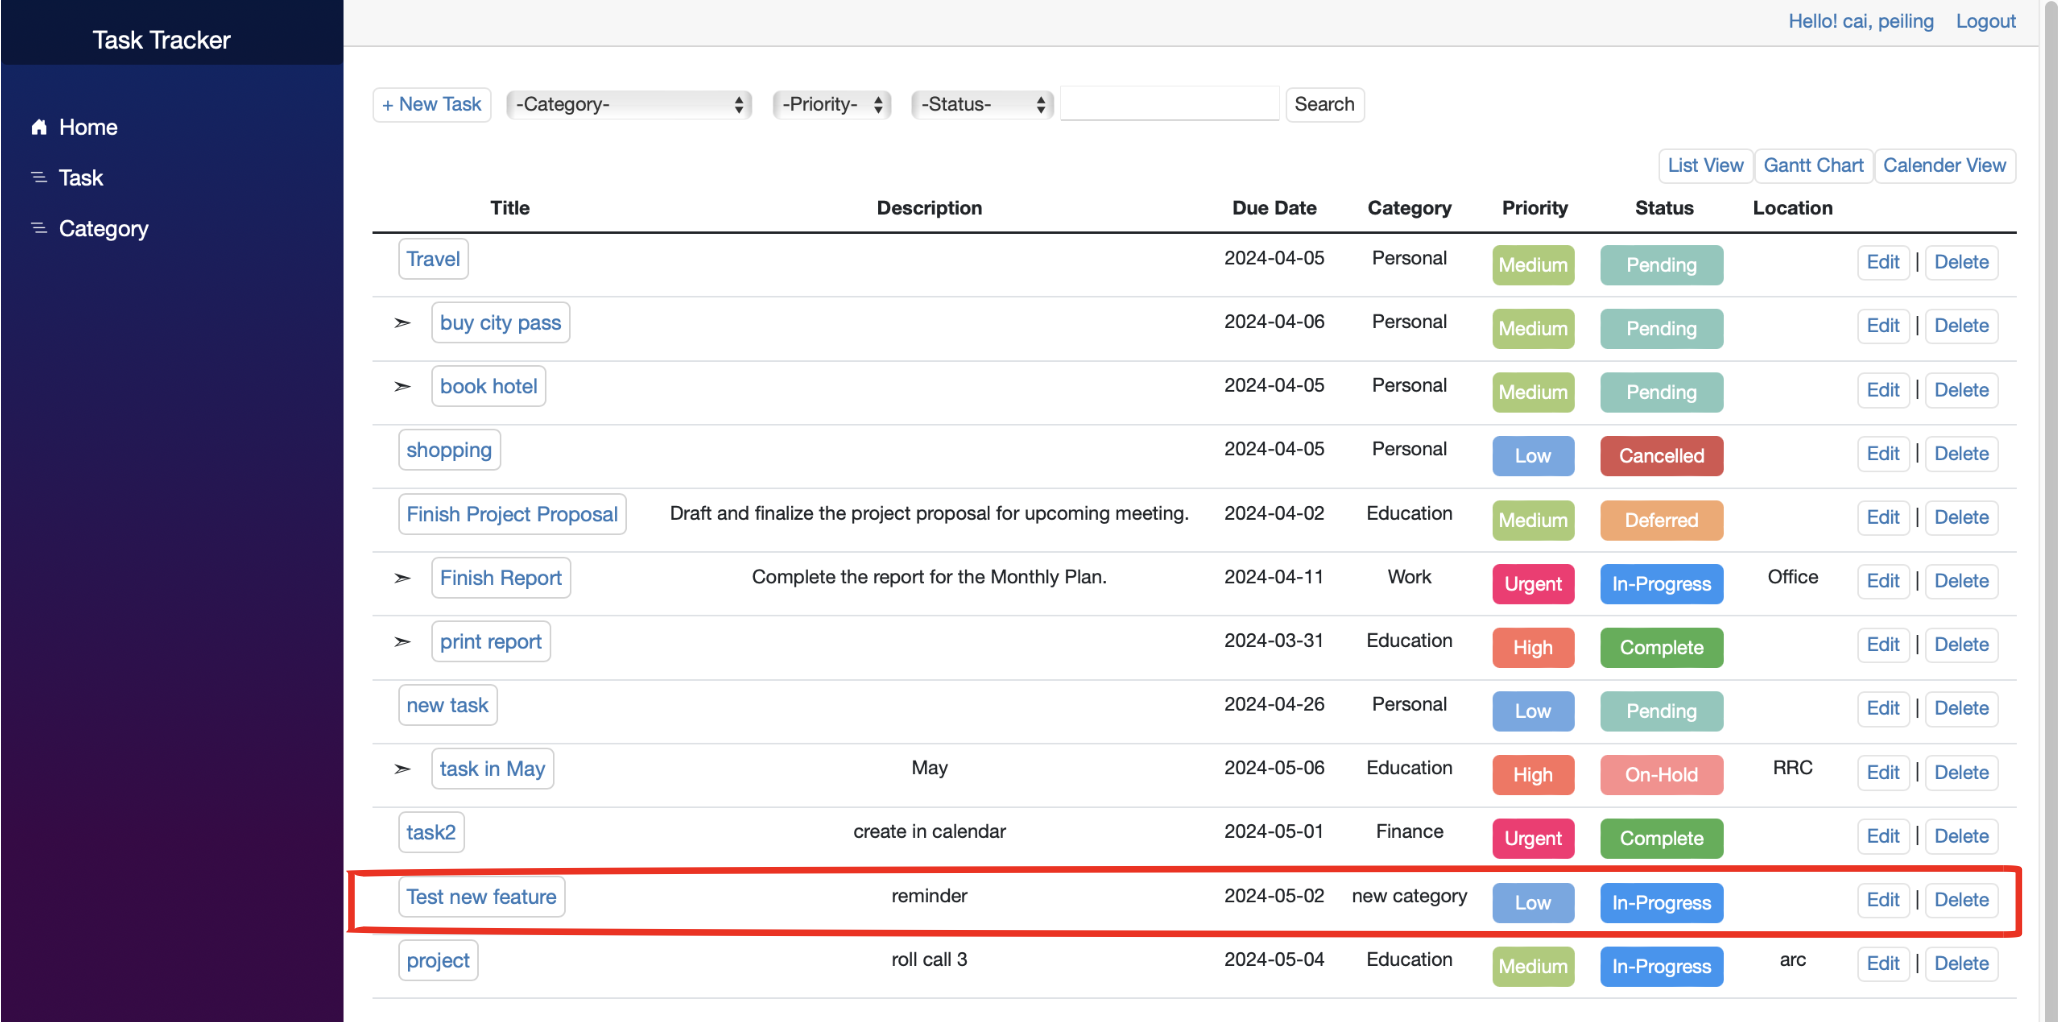 Task Tracker
Hello! cai, peiling Logout
Home
Task
Category
+ New Task -Category- -Priority- -Status- Search
List View Gantt Chart Calender View
Title Description Due Date Category Priority Status Location
Travel 2024-04-05 Personal Medium Pending Edit | Delete
➣ buy city pass 2024-04-06 Personal Medium Pending Edit | Delete
➣ book hotel 2024-04-05 Personal Medium Pending Edit | Delete
shopping 2024-04-05 Personal Low Cancelled Edit | Delete
Finish Project Proposal Draft and finalize the project proposal for upcoming meeting. 2024-04-02 Education Medium Deferred Edit | Delete
➣ Finish Report Complete the report for the Monthly Plan. 2024-04-11 Work Urgent In-Progress Office Edit | Delete
➣ print report 2024-03-31 Education High Complete Edit | Delete
new task 2024-04-26 Personal Low Pending Edit | Delete
➣ task in May May 2024-05-06 Education High On-Hold RRC Edit | Delete
task2 create in calendar 2024-05-01 Finance Urgent Complete Edit | Delete
Test new feature reminder 2024-05-02 new category Low In-Progress Edit | Delete
project roll call 3 2024-05-04 Education Medium In-Progress arc Edit | Delete